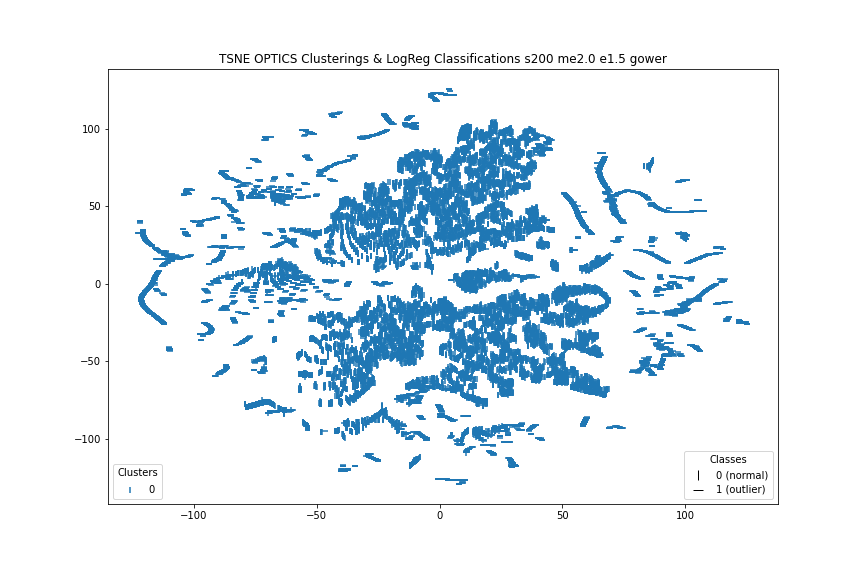 TSNE OPTICS Clusterings & LogReg Classifications s200 me2.0 e1.5 gower
100
50
0
−50
−100
−100
−50
0
50
100
Clusters
0
Classes
0 (normal)
1 (outlier)